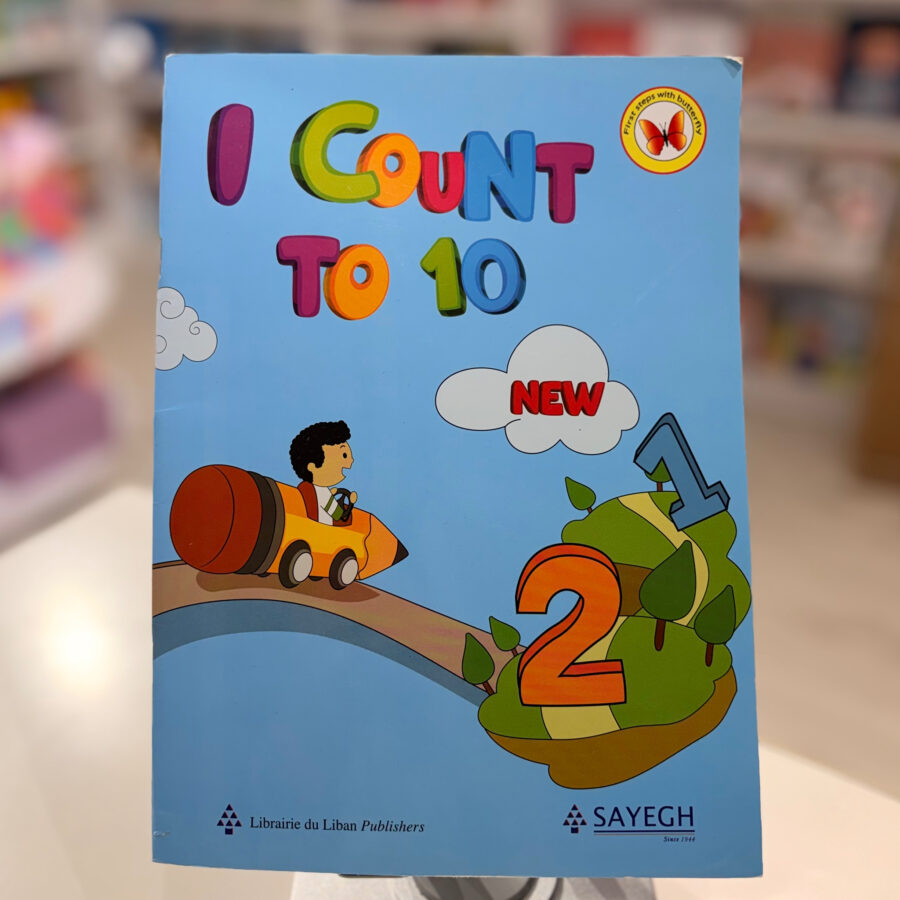 First steps with butterfly
I COUNT
TO 10
NEW
1
2
Librairie du Liban Publishers
SAYEGH
Since 1944